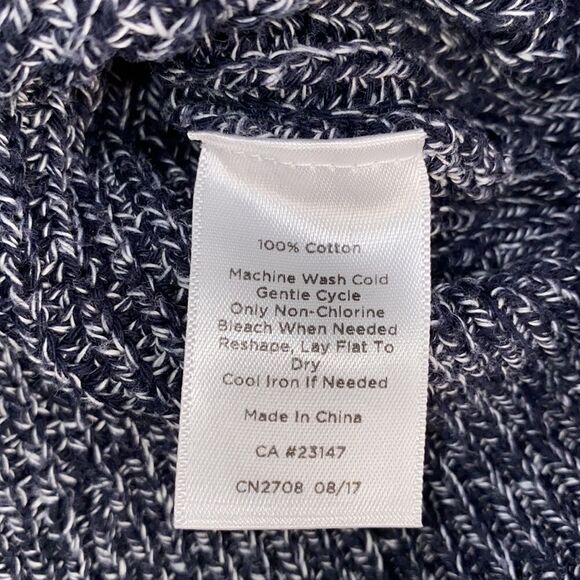 100% Cotton
Machine Wash Cold
Gentle Cycle
Only Non-Chlorine
Bleach When Needed
Reshape, Lay Flat To
Dry
Cool Iron If Needed
Made In China
CA #23147
CN2708 08/17